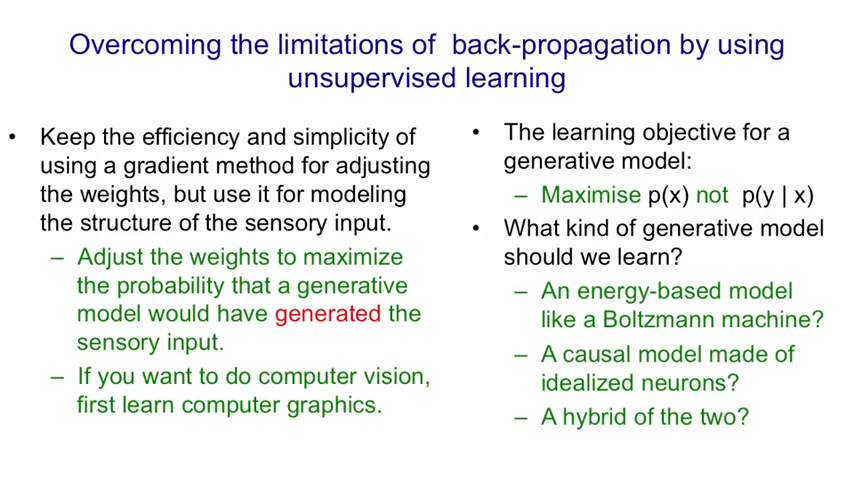 Overcoming the limitations of  back-propagation by using
unsupervised learning
• Keep the efficiency and simplicity of
using a gradient method for adjusting
the weights, but use it for modeling
the structure of the sensory input.
– Adjust the weights to maximize
the probability that a generative
model would have generated the
sensory input.
– If you want to do computer vision,
first learn computer graphics.
• The learning objective for a
generative model:
– Maximise p(x) not  p(y | x)
• What kind of generative model
should we learn?
– An energy-based model
like a Boltzmann machine?
– A causal model made of
idealized neurons?
– A hybrid of the two?